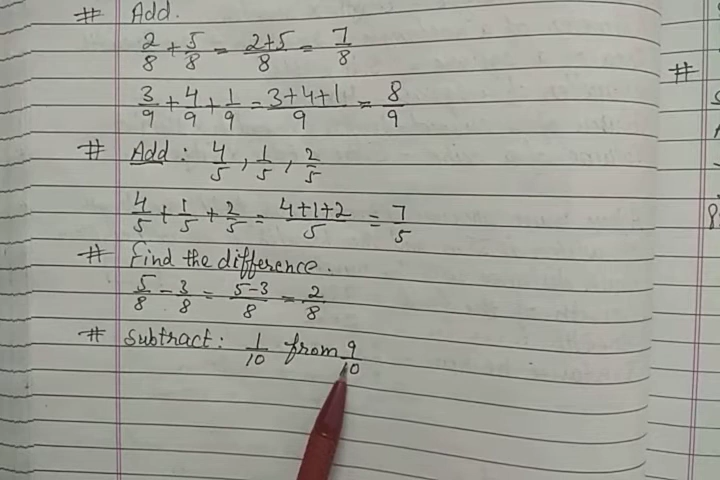 # Add.
2/8 + 5/8 = 2+5/8 = 7/8
3/9 + 4/9 + 1/9 = 3+4+1/9 = 8/9
# Add : 4/5 , 1/5 , 2/5
4/5 + 1/5 + 2/5 = 4+1+2/5 = 7/5
# Find the difference.
5/8 - 3/8 = 5-3/8 = 2/8
# Subtract : 1/10 from 9/10
#